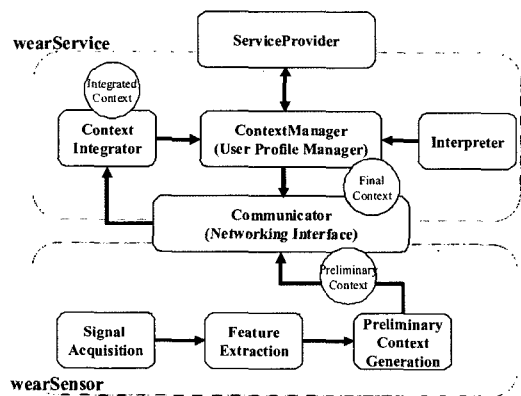 wearService
ServiceProvider
Integrated
Context
Context
Integrator
ContextManager
(User Profile Manager)
Interpreter
Final
Context
Communicator
(Networking Interface)
Preliminary
Context
Signal
Acquisition
Feature
Extraction
Preliminary
Context
Generation
wearSensor